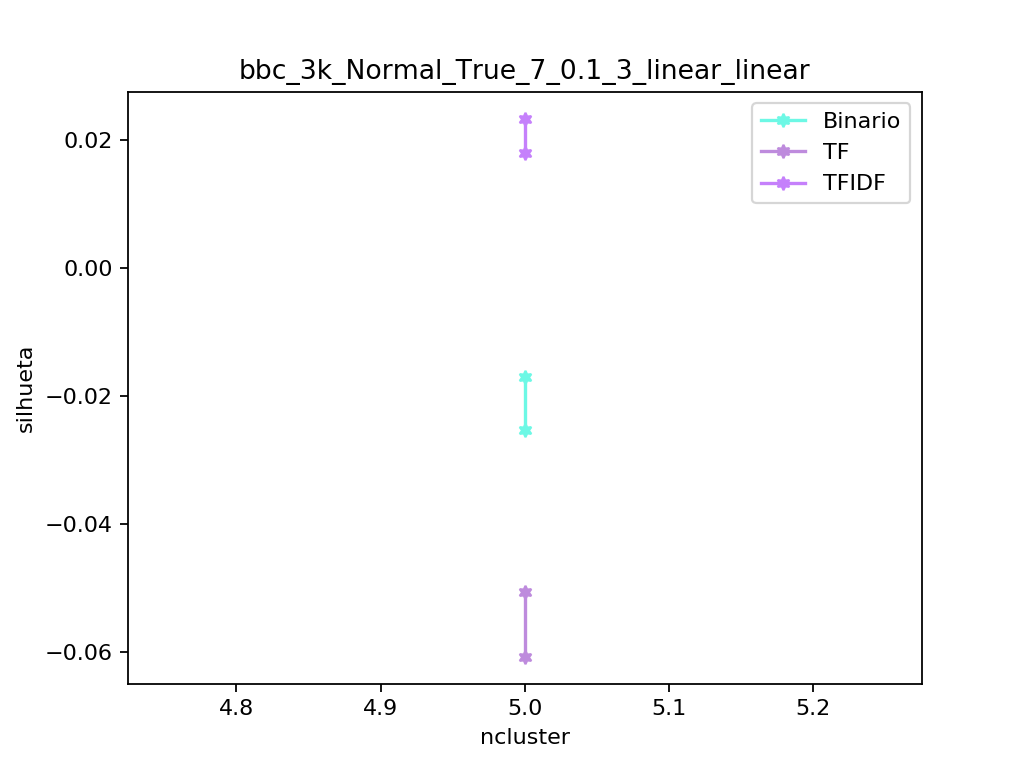 bbc_3k_Normal_True_7_0.1_3_linear_linear
Binario
TF
TFIDF
0.02
0.00
−0.02
−0.04
−0.06
silhueta
4.8 4.9 5.0 5.1 5.2
ncluster